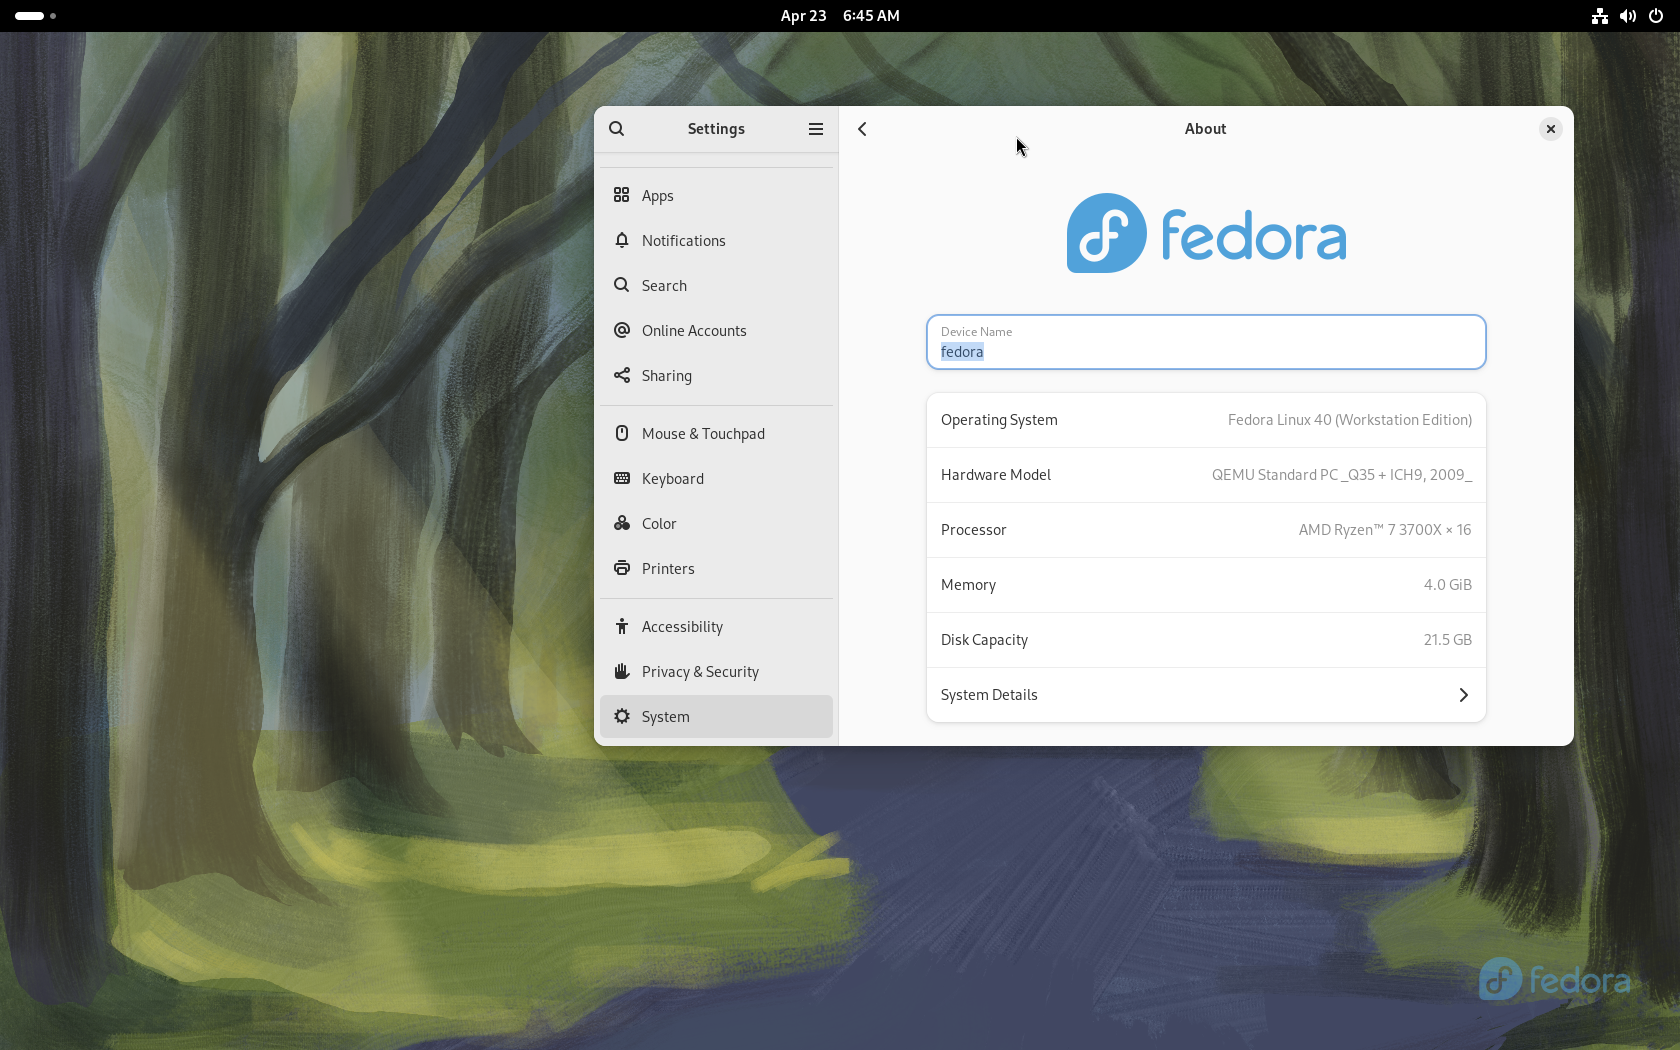 Apr 23 6:45 AM
Settings
About
Apps
Notifications
Search
Online Accounts
Sharing
Mouse & Touchpad
Keyboard
Color
Printers
Accessibility
Privacy & Security
System
fedora
Device Name
fedora
Operating System Fedora Linux 40 (Workstation Edition)
Hardware Model QEMU Standard PC _Q35 + ICH9, 2009_
Processor AMD Ryzen™ 7 3700X × 16
Memory 4.0 GiB
Disk Capacity 21.5 GB
System Details
fedora